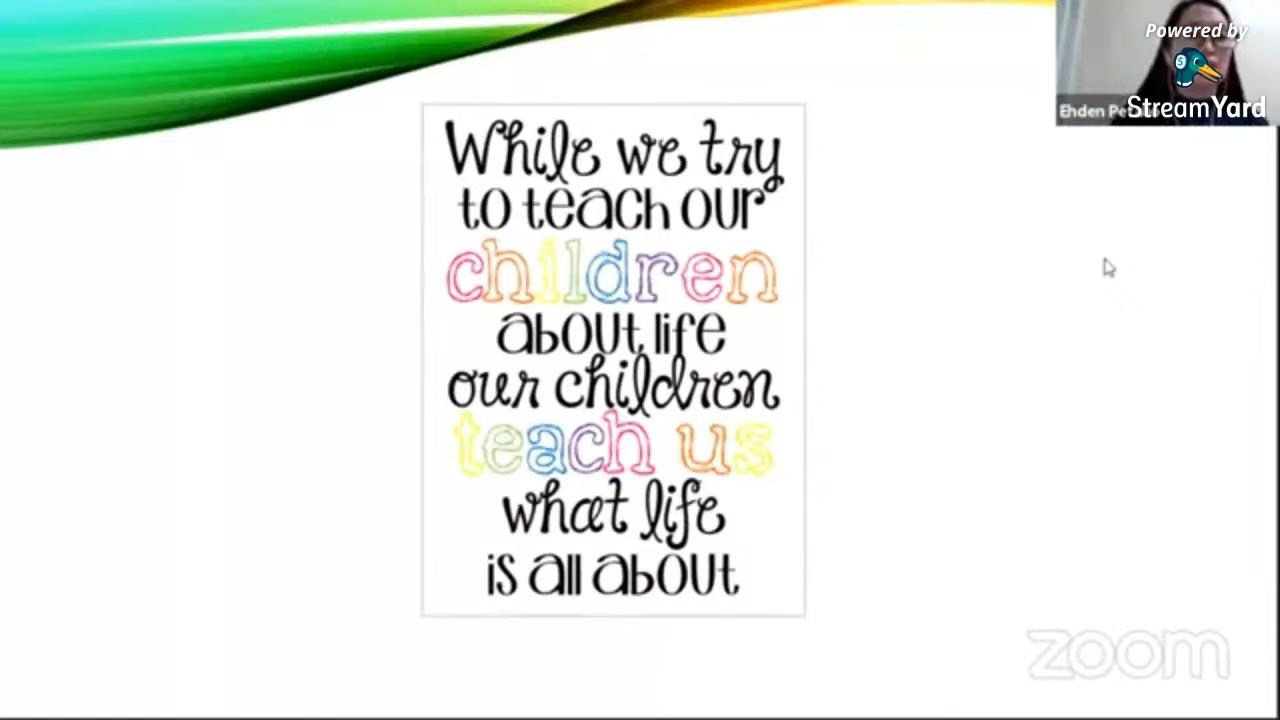 Powered by
StreamYard
Ehden
While we try
to teach our
children
about life
our children
teach us
what life
is all about
zoom